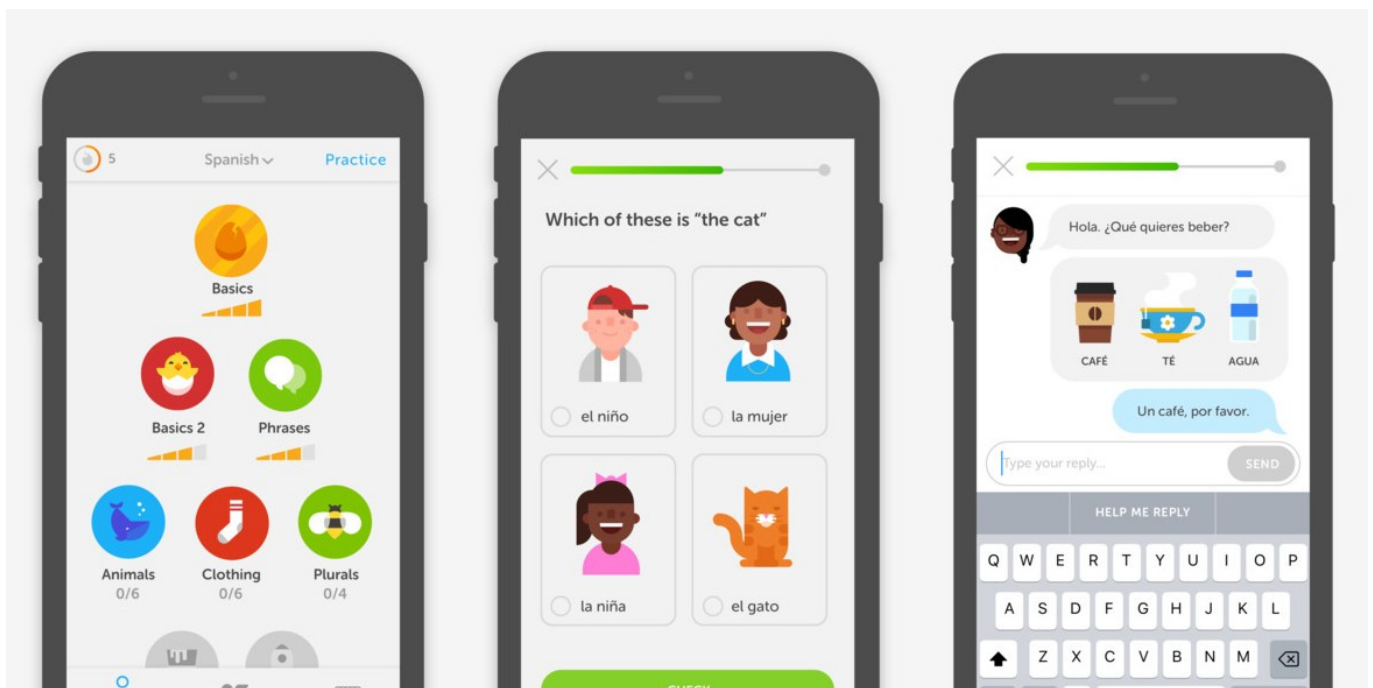 5 Spanish Practice
Basics
Basics 2 Phrases
Animals Clothing Plurals
0/6 0/6 0/4
Which of these is “the cat”
el niño la mujer
la niña el gato
Hola. ¿Qué quieres beber?
CAFÉ TÉ AGUA
Un café, por favor.
Type your reply...
SEND
HELP ME REPLY
Q W E R T Y U I O P
A S D F G H J K L
Z X C V B N M